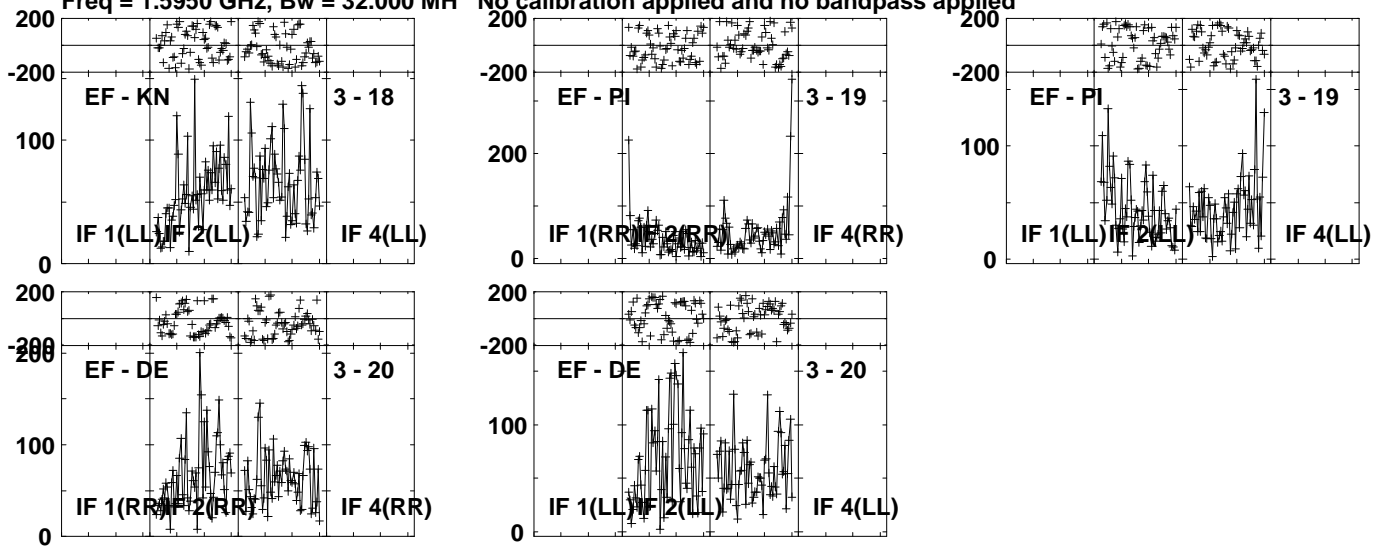 Freq = 1.5950 GHz, Bw = 32.000 MH No calibration applied and no bandpass applied
200
-200
EF - KN 3 - 18
100
IF 1(LL) IF 2(LL) IF 4(LL)
0
200
-200
EF - PI 3 - 19
200
IF 1(RR) IF 2(RR) IF 4(RR)
0
200
-200
EF - PI 3 - 19
100
IF 1(LL) IF 2(LL) IF 4(LL)
0
200
-200
200
EF - DE 3 - 20
100
IF 1(RR) IF 2(RR) IF 4(RR)
0
200
-200
EF - DE 3 - 20
100
IF 1(LL) IF 2(LL) IF 4(LL)
0